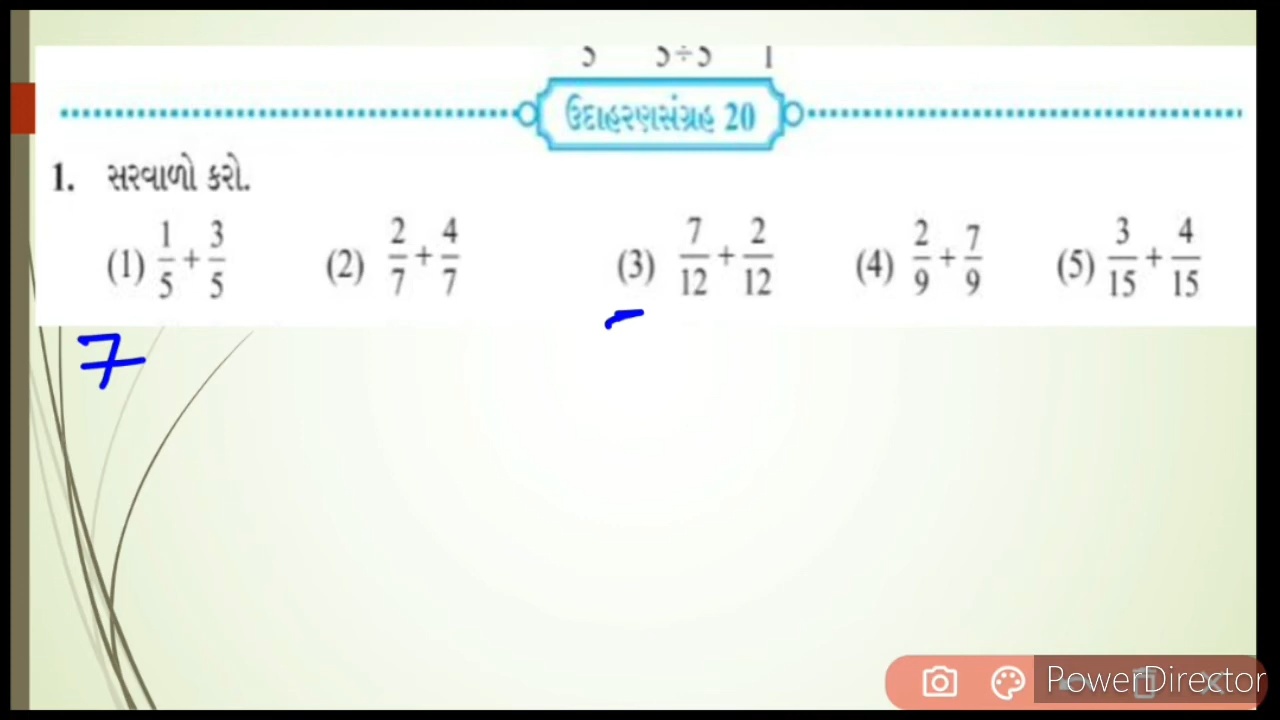 ઉદાહરણસંગ્રહ 20
1. સરવાળો કરો.
(1) 1/5 + 3/5 (2) 2/7 + 4/7 (3) 7/12 + 2/12 (4) 2/9 + 7/9 (5) 3/15 + 4/15
7
PowerDirector